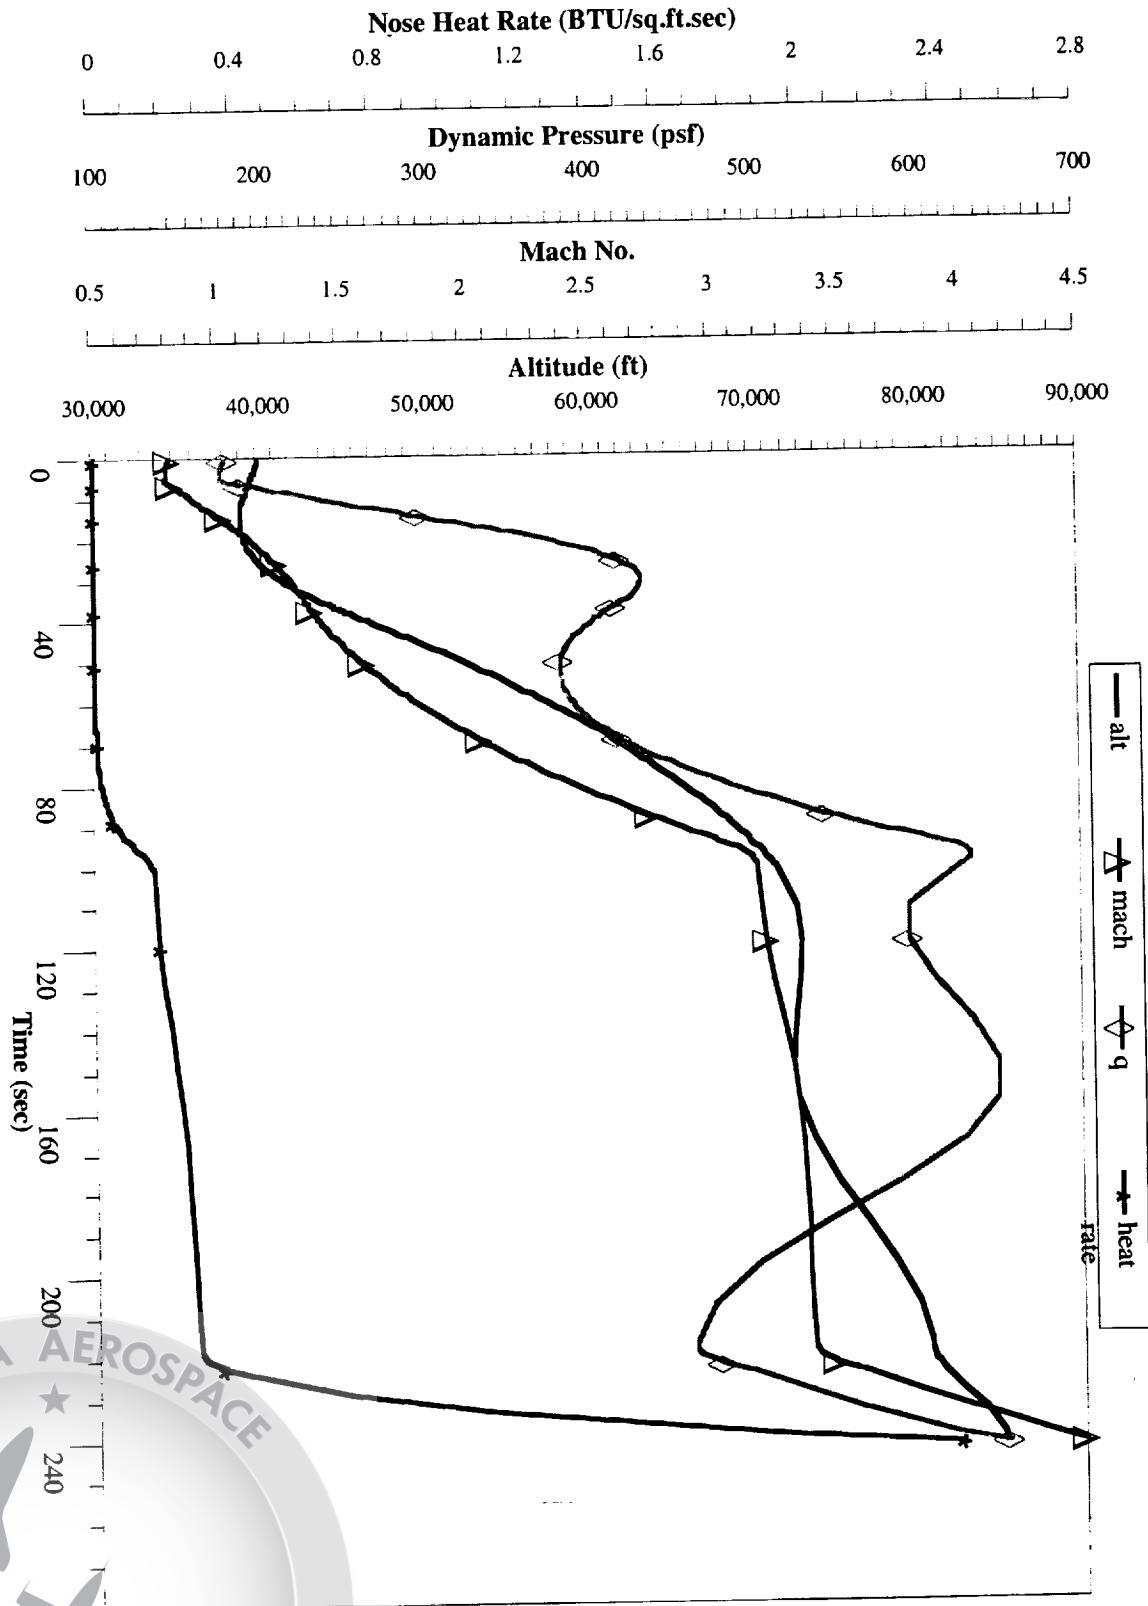 Nose Heat Rate (BTU/sq.ft.sec)
0 0.4 0.8 1.2 1.6 2 2.4 2.8
Dynamic Pressure (psf)
100 200 300 400 500 600 700
Mach No.
0.5 1 1.5 2 2.5 3 3.5 4 4.5
Altitude (ft)
30,000 40,000 50,000 60,000 70,000 80,000 90,000
0 40 80 120 160 200 240
Time (sec)
alt mach q heat
rate
AEROSPACE